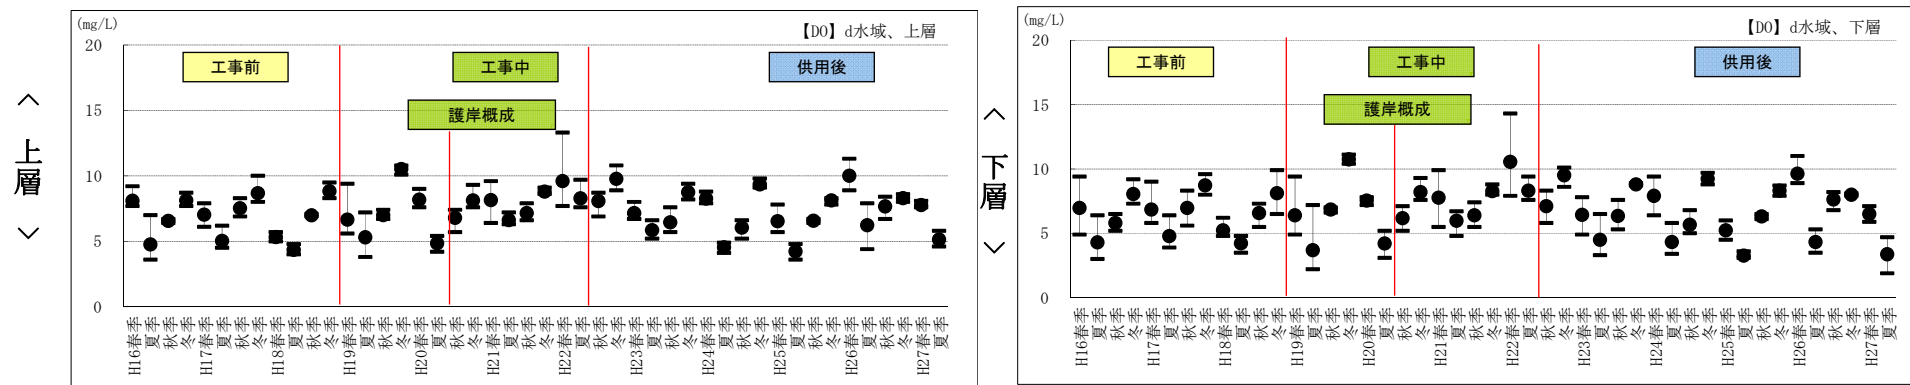 〈上層〉
(mg/L)
【DO】d水域、上層
20
15
10
5
0
工事前
工事中
供用後
護岸概成
H16春季
夏季
秋季
冬季
H17春季
夏季
秋季
冬季
H18春季
夏季
秋季
冬季
H19春季
夏季
秋季
冬季
H20春季
夏季
秋季
冬季
H21春季
夏季
秋季
冬季
H22春季
夏季
秋季
冬季
H23春季
夏季
秋季
冬季
H24春季
夏季
秋季
冬季
H25春季
夏季
秋季
冬季
H26春季
夏季
秋季
冬季
H27春季
夏季
〈下層〉
(mg/L)
【DO】d水域、下層
20
15
10
5
0
工事前
工事中
供用後
護岸概成
H16春季
夏季
秋季
冬季
H17春季
夏季
秋季
冬季
H18春季
夏季
秋季
冬季
H19春季
夏季
秋季
冬季
H20春季
夏季
秋季
冬季
H21春季
夏季
秋季
冬季
H22春季
夏季
秋季
冬季
H23春季
夏季
秋季
冬季
H24春季
夏季
秋季
冬季
H25春季
夏季
秋季
冬季
H26春季
夏季
秋季
冬季
H27春季
夏季